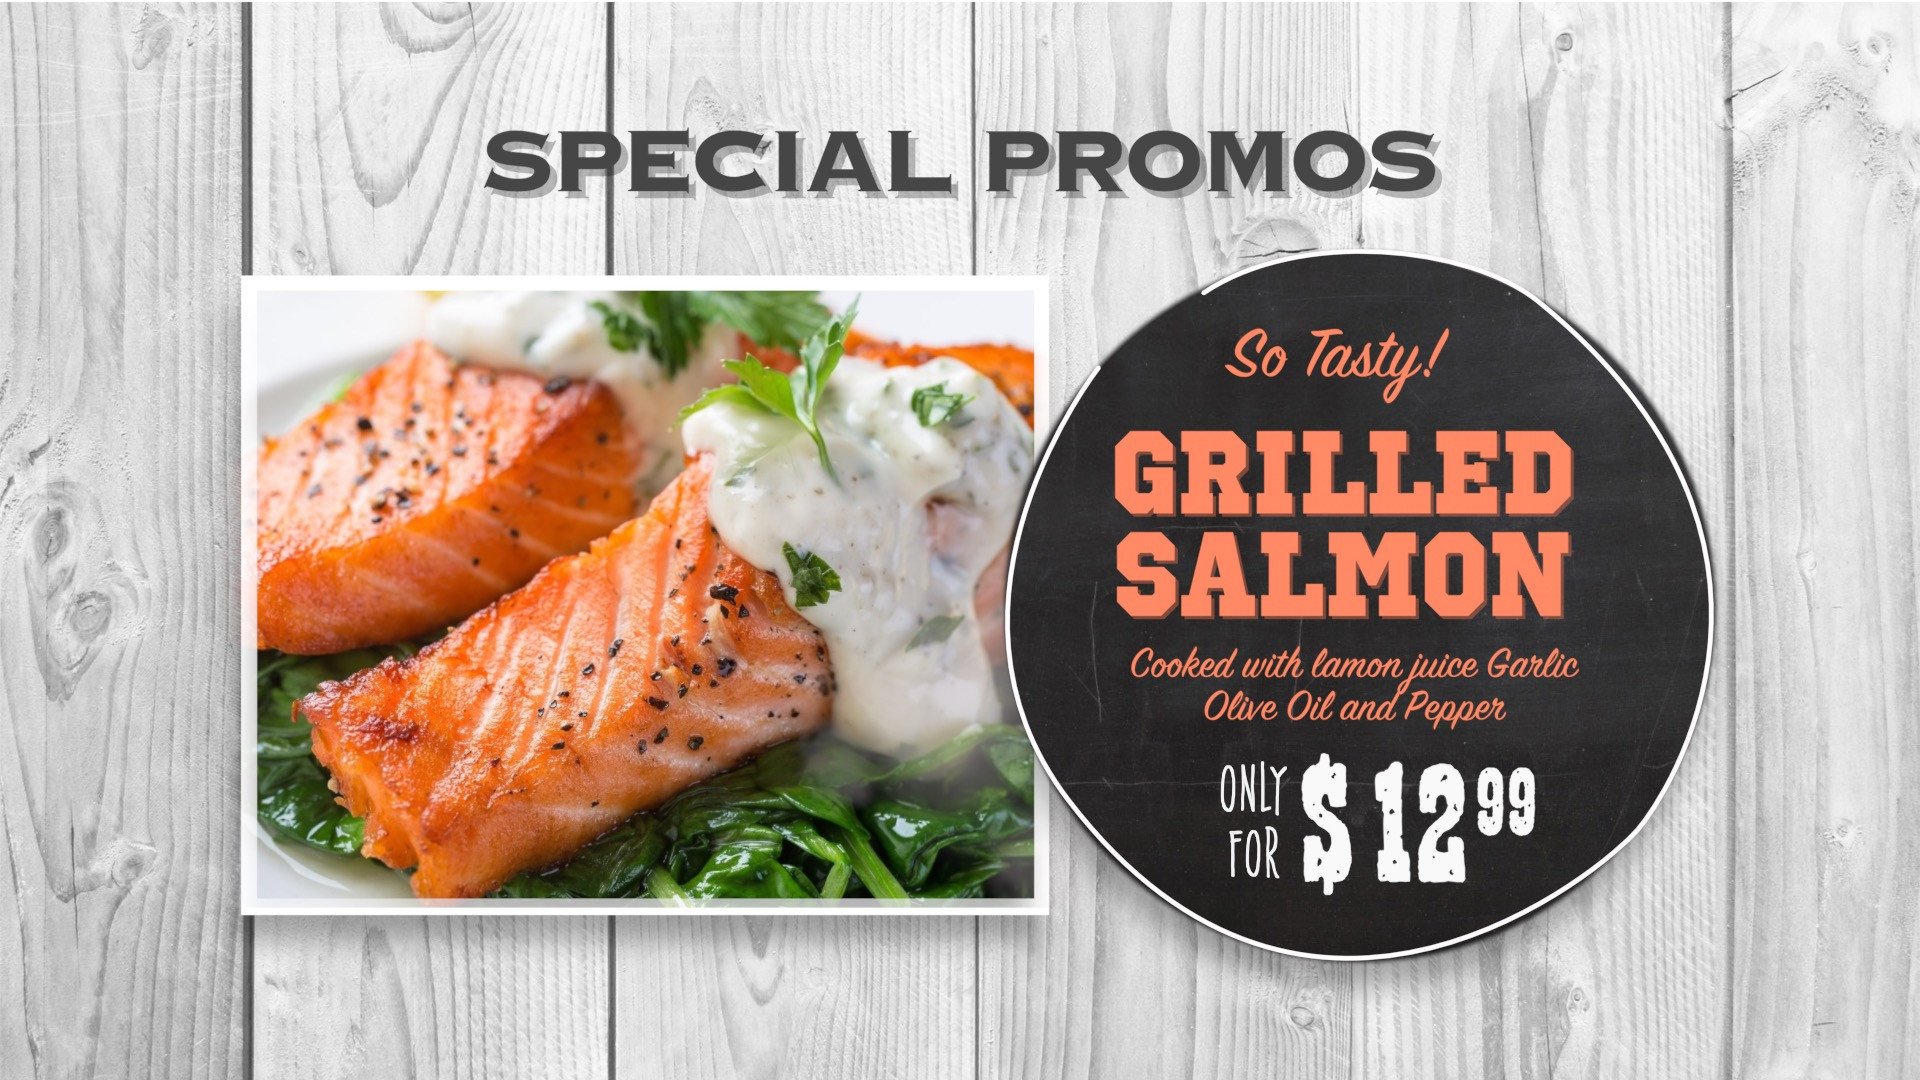 SPECIAL PROMOS
So Tasty!
GRILLED
SALMON
Cooked with lamon juice Garlic
Olive Oil and Pepper
ONLY
FOR
$12 99